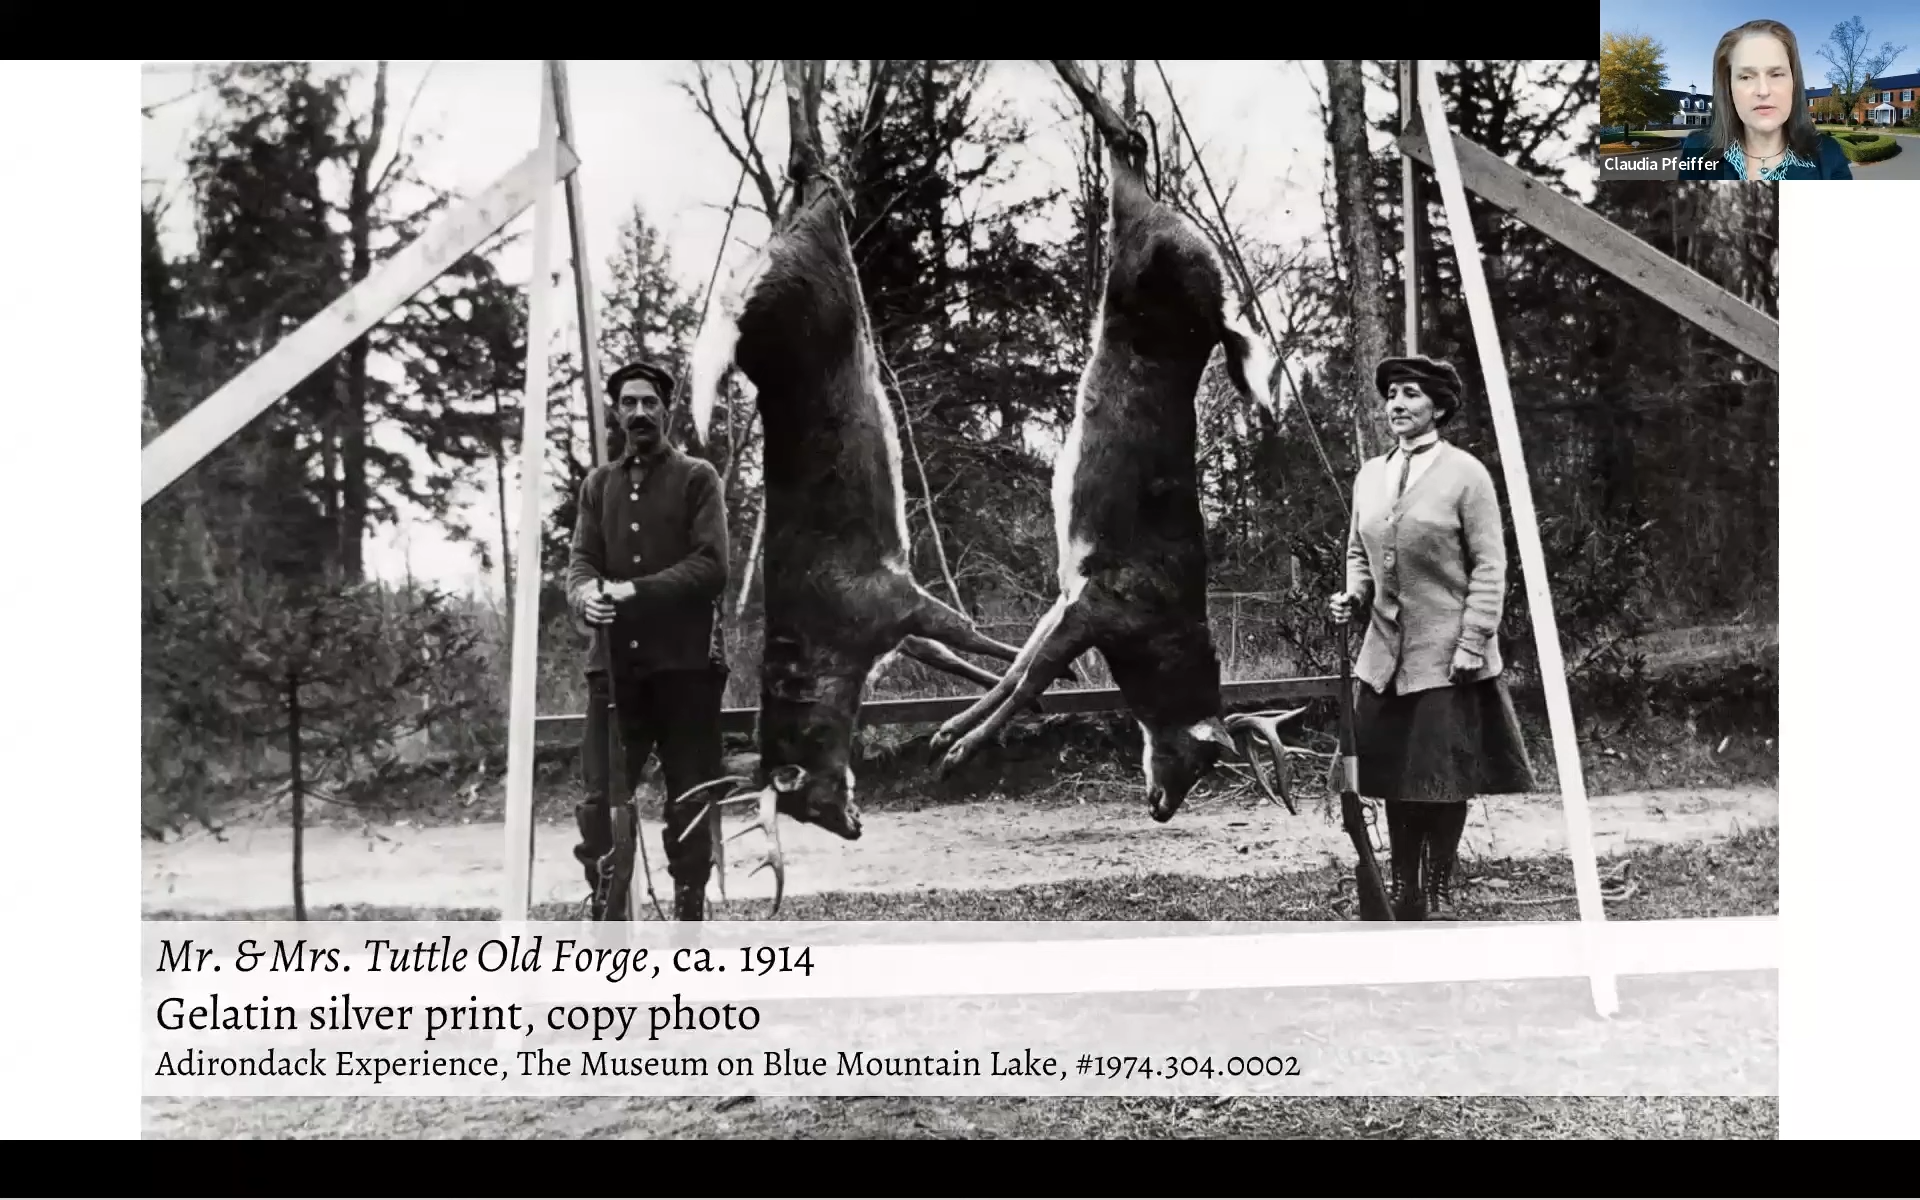 Claudia Pfeiffer
Mr. & Mrs. Tuttle Old Forge, ca. 1914
Gelatin silver print, copy photo
Adirondack Experience, The Museum on Blue Mountain Lake, #1974.304.0002